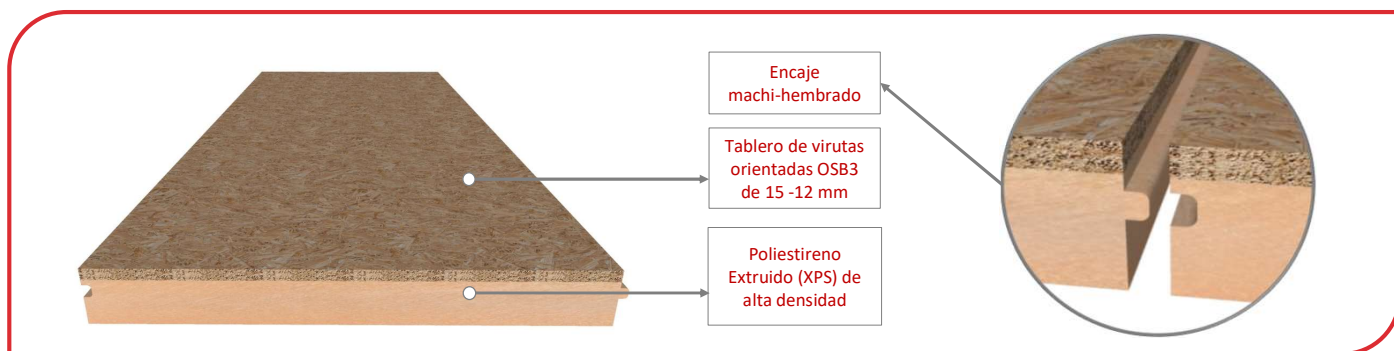 Encaje
machi-hembrado
Tablero de virutas
orientadas OSB3
de 15 -12 mm
Poliestireno
Extruido (XPS) de
alta densidad